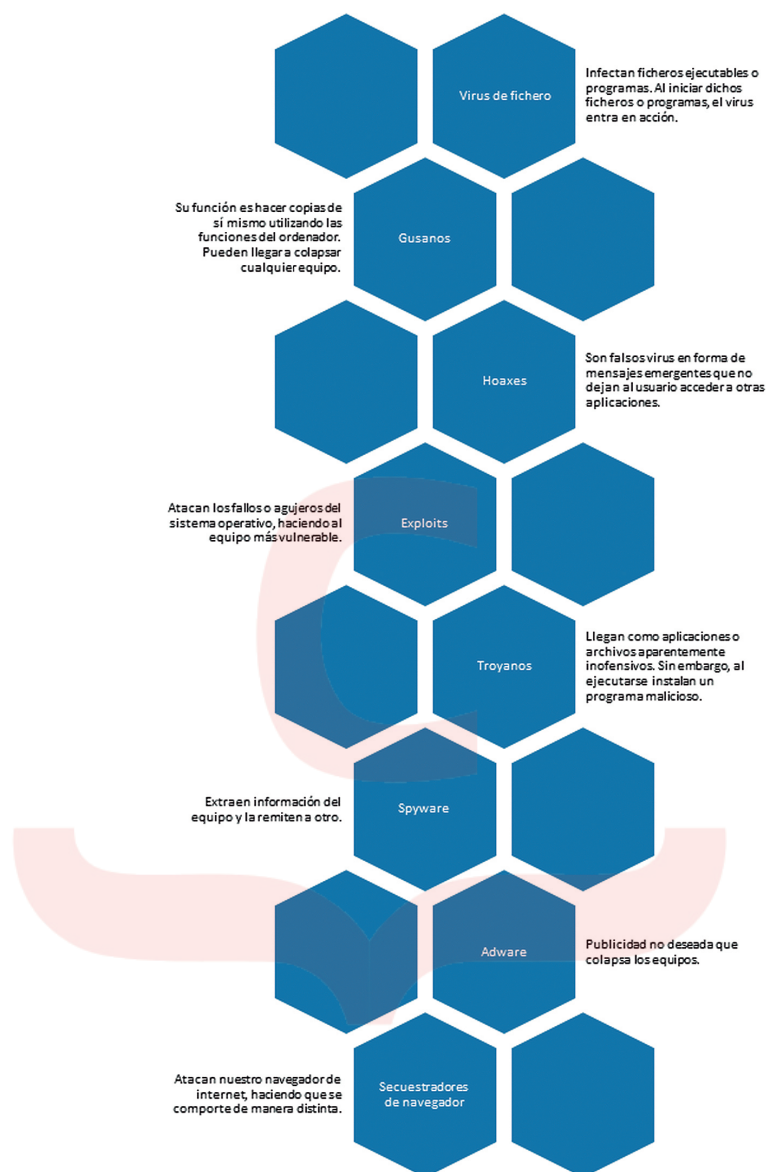 Virus de fichero
Infectan ficheros ejecutables o
programas. Al iniciar dichos
ficheros o programas, el virus
entra en acción.
Su función es hacer copias de
sí mismo utilizando las
funciones del ordenador.
Pueden llegar a colapsar
cualquier equipo.
Gusanos
Hoaxes
Son falsos virus en forma de
mensajes emergentes que no
dejan al usuario acceder a otras
aplicaciones.
Atacan los fallos o agujeros del
sistema operativo, haciendo al
equipo más vulnerable.
Exploits
Troyanos
Llegan como aplicaciones o
archivos aparentemente
inofensivos. Sin embargo, al
ejecutarse instalan un
programa malicioso.
Extraen información del
equipo y la remiten a otro.
Spyware
Adware
Publicidad no deseada que
colapsa los equipos.
Atacan nuestro navegador de
internet, haciendo que se
comporte de manera distinta.
Secuestradores
de navegador